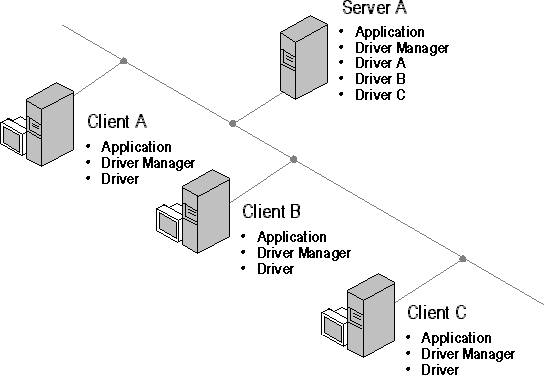 Server A
• Application
• Driver Manager
• Driver A
• Driver B
• Driver C
Client A
• Application
• Driver Manager
• Driver
Client B
• Application
• Driver Manager
• Driver
Client C
• Application
• Driver Manager
• Driver